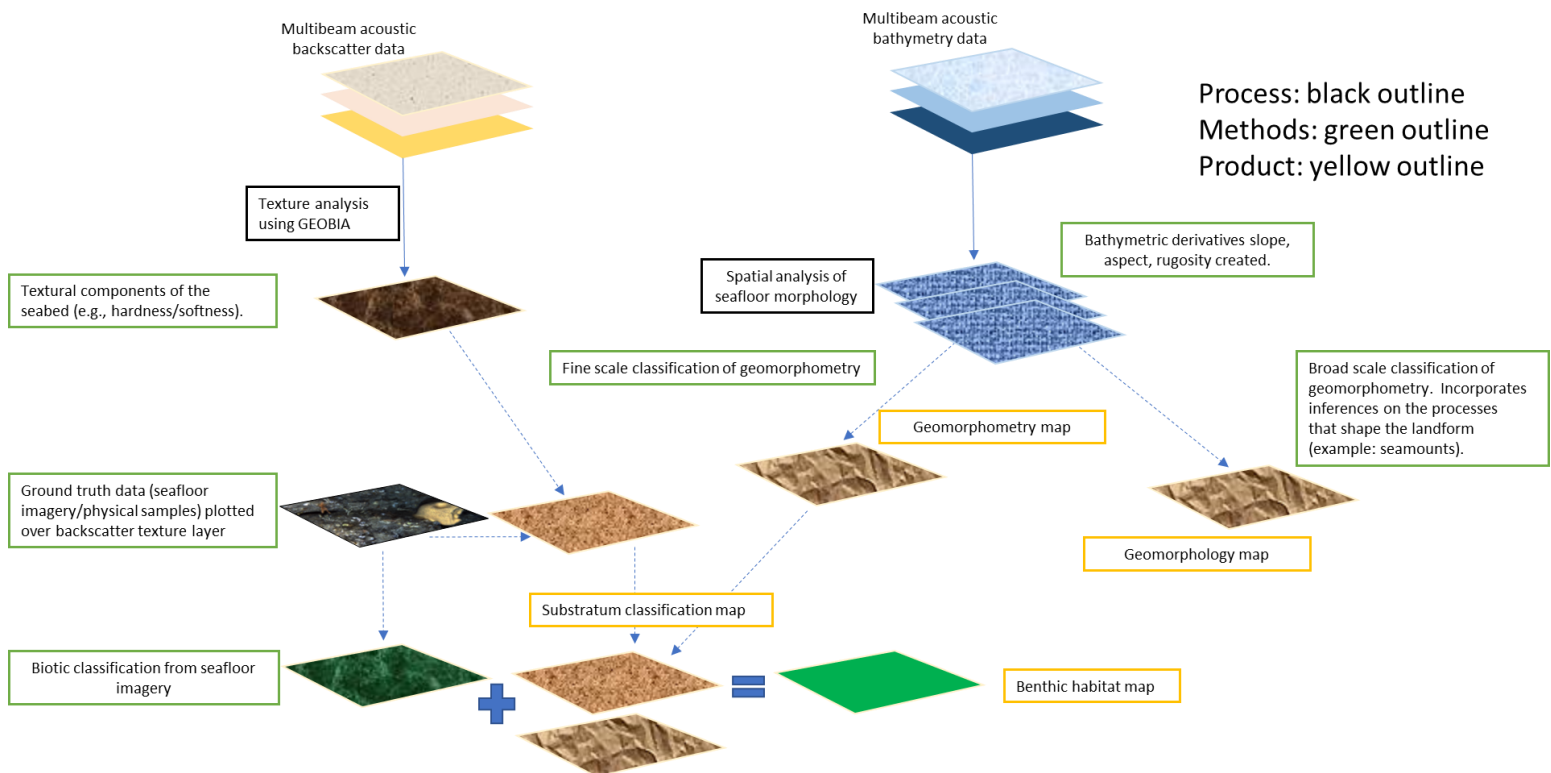 Multibeam acoustic
backscatter data
Multibeam acoustic
bathymetry data
Process: black outline
Methods: green outline
Product: yellow outline
Texture analysis
using GEOBIA
Bathymetric derivatives slope,
aspect, rugosity created.
Spatial analysis of
seafloor morphology
Textural components of the
seabed (e.g., hardness/softness).
Fine scale classification of geomorphometry
Broad scale classification of
geomorphometry.  Incorporates
inferences on the processes
that shape the landform
(example: seamounts).
Geomorphometry map
Ground truth data (seafloor
imagery/physical samples) plotted
over backscatter texture layer
Geomorphology map
Substratum classification map
Biotic classification from seafloor
imagery
Benthic habitat map